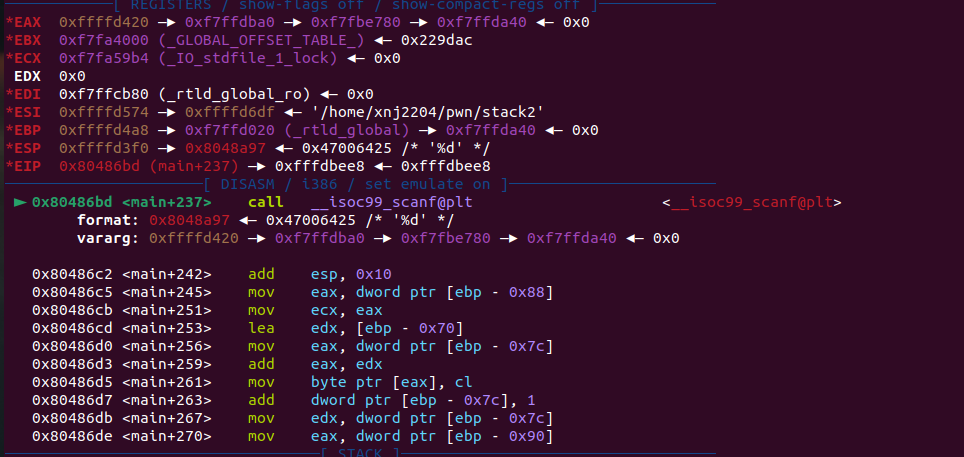 [ REGISTERS / show-flags off / show-compact-regs off ]
*EAX  0xffffd420 —▸ 0xf7ffdba0 —▸ 0xf7fbe780 —▸ 0xf7ffda40 ◂— 0x0
*EBX  0xf7fa4000 (_GLOBAL_OFFSET_TABLE_) ◂— 0x229dac
*ECX  0xf7fa59b4 (_IO_stdfile_1_lock) ◂— 0x0
EDX  0x0
*EDI  0xf7ffcb80 (_rtld_global_ro) ◂— 0x0
*ESI  0xffffd574 —▸ 0xffffd6df ◂— '/home/xnj2204/pwn/stack2'
*EBP  0xffffd4a8 —▸ 0xf7ffd020 (_rtld_global) —▸ 0xf7ffda40 ◂— 0x0
*ESP  0xffffd3f0 —▸ 0x8048a97 ◂— 0x47006425 /* '%d' */
*EIP  0x80486bd (main+237) —▸ 0xfffdbee8 ◂— 0xfffdbee8
[ DISASM / i386 / set emulate on ]
► 0x80486bd <main+237>    call   __isoc99_scanf@plt                     <__isoc99_scanf@plt>
format: 0x8048a97 ◂— 0x47006425 /* '%d' */
vararg: 0xffffd420 —▸ 0xf7ffdba0 —▸ 0xf7fbe780 —▸ 0xf7ffda40 ◂— 0x0
0x80486c2 <main+242>    add    esp, 0x10
0x80486c5 <main+245>    mov    eax, dword ptr [ebp - 0x88]
0x80486cb <main+251>    mov    ecx, eax
0x80486cd <main+253>    lea    edx, [ebp - 0x70]
0x80486d0 <main+256>    mov    eax, dword ptr [ebp - 0x7c]
0x80486d3 <main+259>    add    eax, edx
0x80486d5 <main+261>    mov    byte ptr [eax], cl
0x80486d7 <main+263>    add    dword ptr [ebp - 0x7c], 1
0x80486db <main+267>    mov    edx, dword ptr [ebp - 0x7c]
0x80486de <main+270>    mov    eax, dword ptr [ebp - 0x90]
[ STACK ]